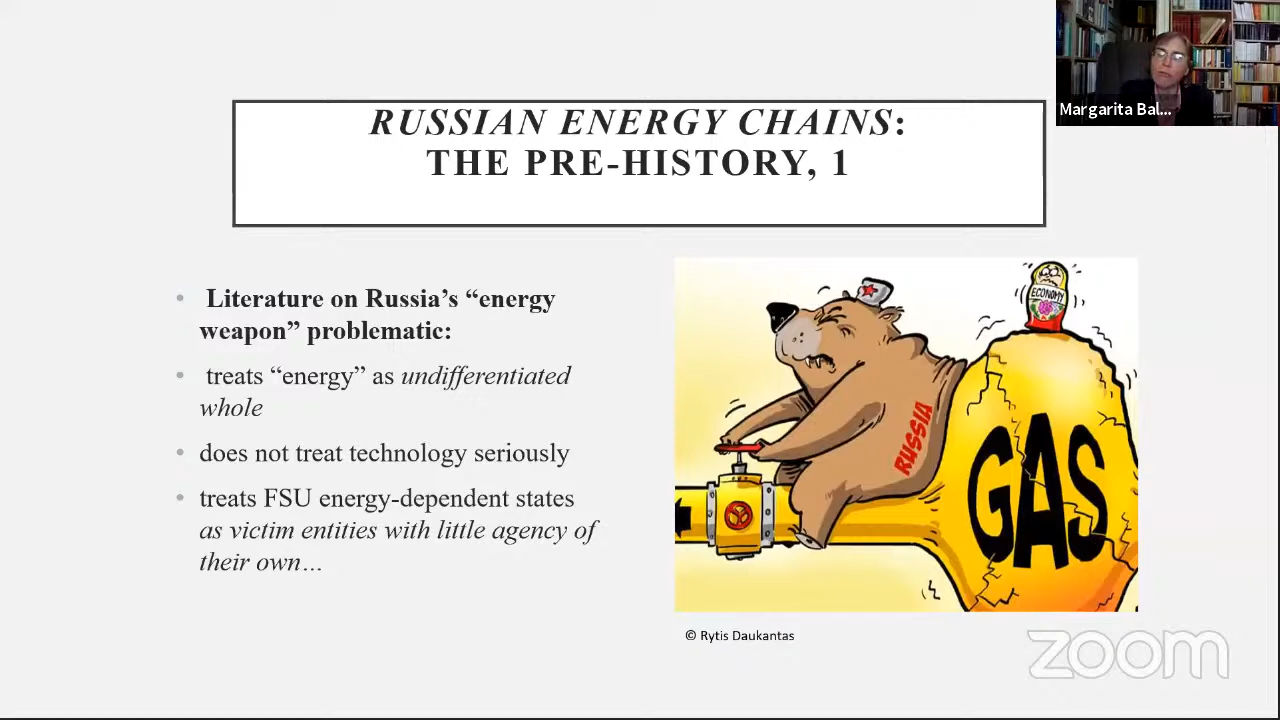 RUSSIAN ENERGY CHAINS:
THE PRE-HISTORY, 1
Margarita Bal...
• Literature on Russia’s “energy
weapon” problematic:
• treats “energy” as undifferentiated
whole
• does not treat technology seriously
• treats FSU energy-dependent states
as victim entities with little agency of
their own…
ECONOMY
RUSSIA
GAS
© Rytis Daukantas
zoom